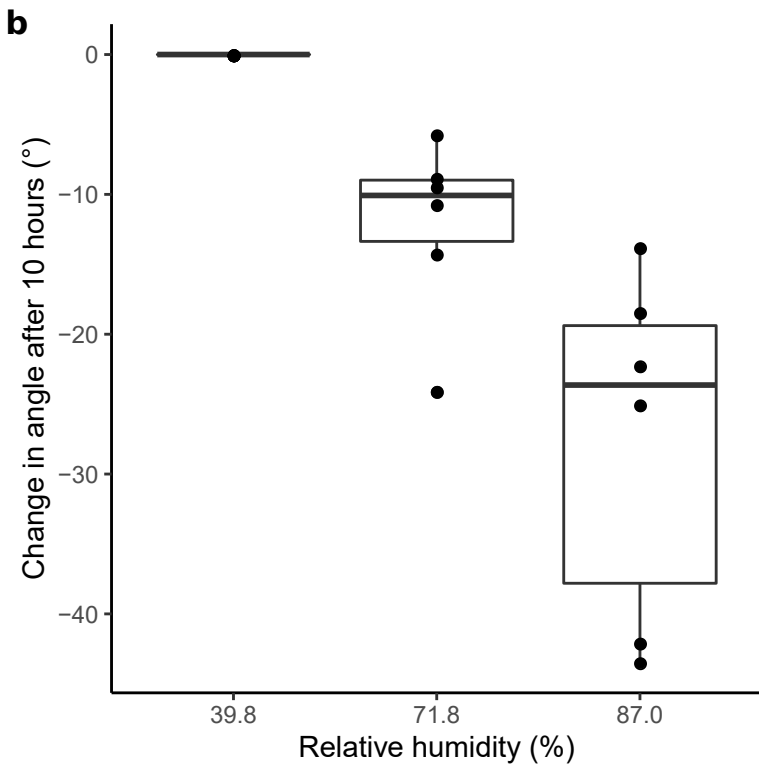 b
Change in angle after 10 hours (°)
0
−10
−20
−30
−40
39.8 71.8 87.0
Relative humidity (%)